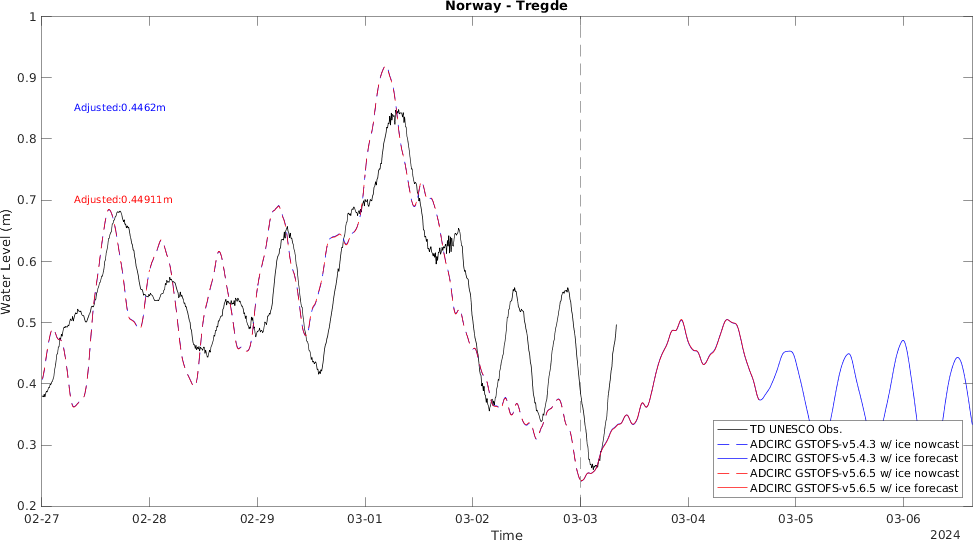 Norway - Tregde
1
0.9
0.8
0.7
0.6
0.5
0.4
0.3
0.2
Water Level (m)
Adjusted:0.4462m
Adjusted:0.44911m
TD UNESCO Obs.
ADCIRC GSTOFS-v5.4.3 w/ ice nowcast
ADCIRC GSTOFS-v5.4.3 w/ ice forecast
ADCIRC GSTOFS-v5.6.5 w/ ice nowcast
ADCIRC GSTOFS-v5.6.5 w/ ice forecast
02-27 02-28 02-29 03-01 03-02 03-03 03-04 03-05 03-06
Time
2024